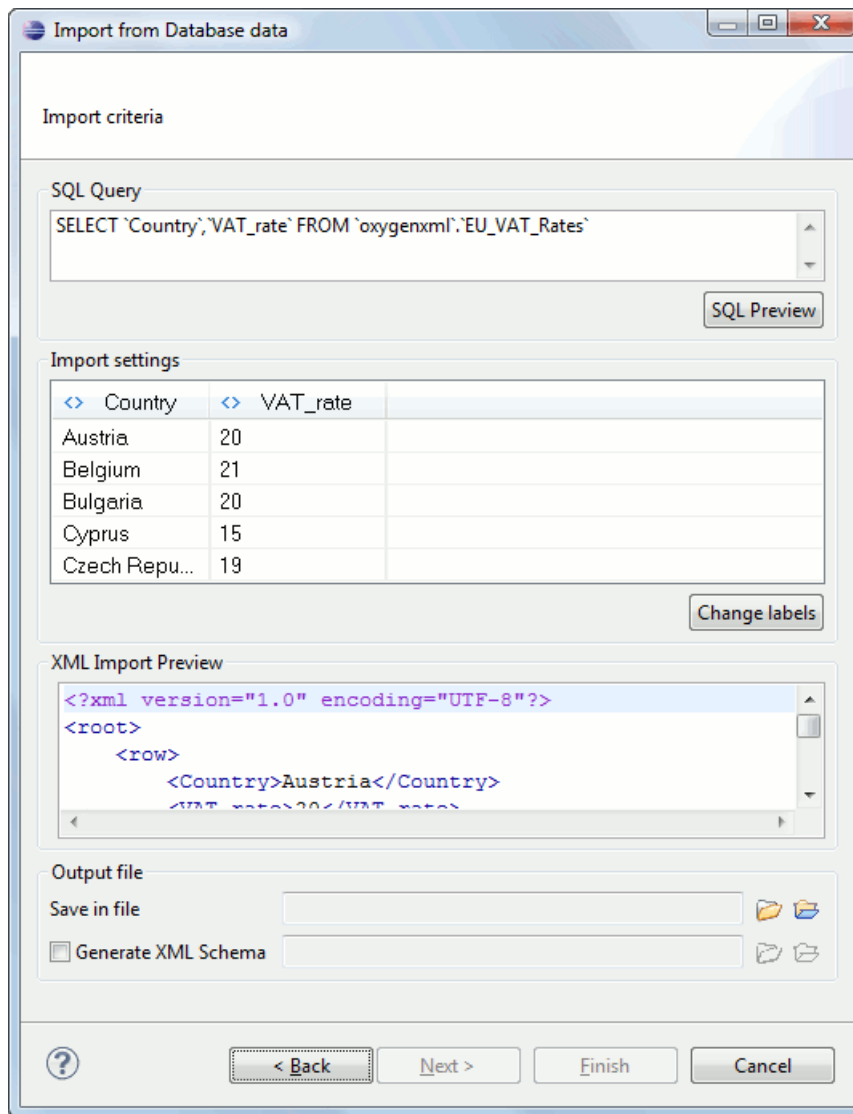 Import from Database data
Import criteria
SQL Query
SELECT `Country`,`VAT_rate` FROM `oxygenxml`.`EU_VAT_Rates`
SQL Preview
Import settings
<> Country <> VAT_rate
Austria 20
Belgium 21
Bulgaria 20
Cyprus 15
Czech Repu... 19
Change labels
XML Import Preview
<?xml version="1.0" encoding="UTF-8"?>
<root>
<row>
<Country>Austria</Country>
<VAT_rate>20</VAT_rate>
Output file
Save in file
Generate XML Schema
? < Back Next > Finish Cancel